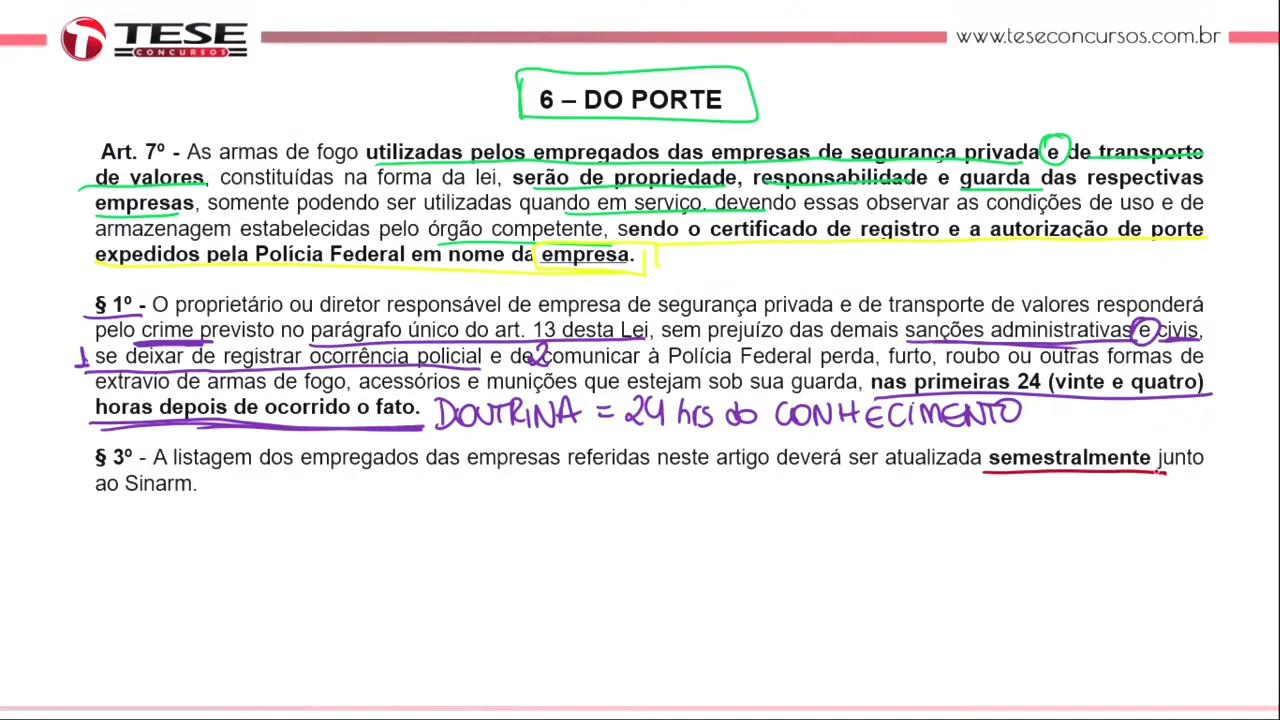 TESE
CONCURSOS
www.teseconcursos.com.br
6 – DO PORTE
Art. 7º - As armas de fogo utilizadas pelos empregados das empresas de segurança privada e de transporte
de valores, constituídas na forma da lei, serão de propriedade, responsabilidade e guarda das respectivas
empresas, somente podendo ser utilizadas quando em serviço, devendo essas observar as condições de uso e de
armazenagem estabelecidas pelo órgão competente, sendo o certificado de registro e a autorização de porte
expedidos pela Polícia Federal em nome da empresa.
§ 1º - O proprietário ou diretor responsável de empresa de segurança privada e de transporte de valores responderá
pelo crime previsto no parágrafo único do art. 13 desta Lei, sem prejuízo das demais sanções administrativas e civis,
1 se deixar de registrar ocorrência policial e de 2 comunicar à Polícia Federal perda, furto, roubo ou outras formas de
extravio de armas de fogo, acessórios e munições que estejam sob sua guarda, nas primeiras 24 (vinte e quatro)
horas depois de ocorrido o fato. DOUTRINA = 24 hrs do CONHECIMENTO
§ 3º - A listagem dos empregados das empresas referidas neste artigo deverá ser atualizada semestralmente junto
ao Sinarm.